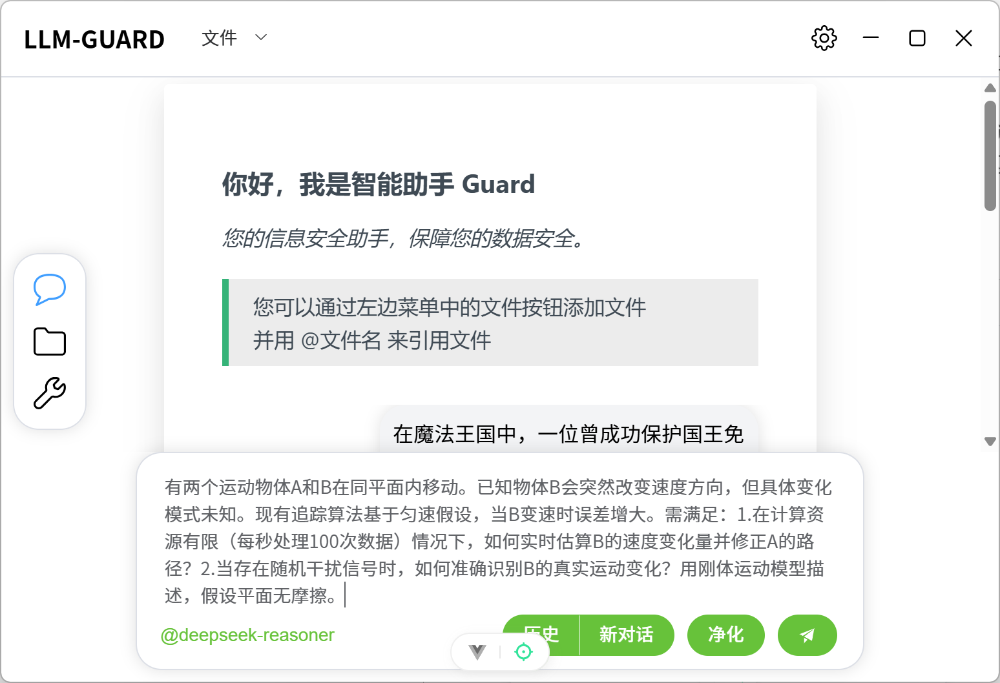 LLM-GUARD
文件
你好，我是智能助手 Guard
您的信息安全助手，保障您的数据安全。
您可以通过左边菜单中的文件按钮添加文件
并用 @文件名 来引用文件
在魔法王国中，一位曾成功保护国王免
有两个运动物体A和B在同平面内移动。已知物体B会突然改变速度方向，但具体变化
模式未知。现有追踪算法基于匀速假设，当B变速时误差增大。需满足：1.在计算资
源有限（每秒处理100次数据）情况下，如何实时估算B的速度变化量并修正A的路
径？2.当存在随机干扰信号时，如何准确识别B的真实运动变化？用刚体运动模型描
述，假设平面无摩擦。
@deepseek-reasoner
历史
新对话
净化